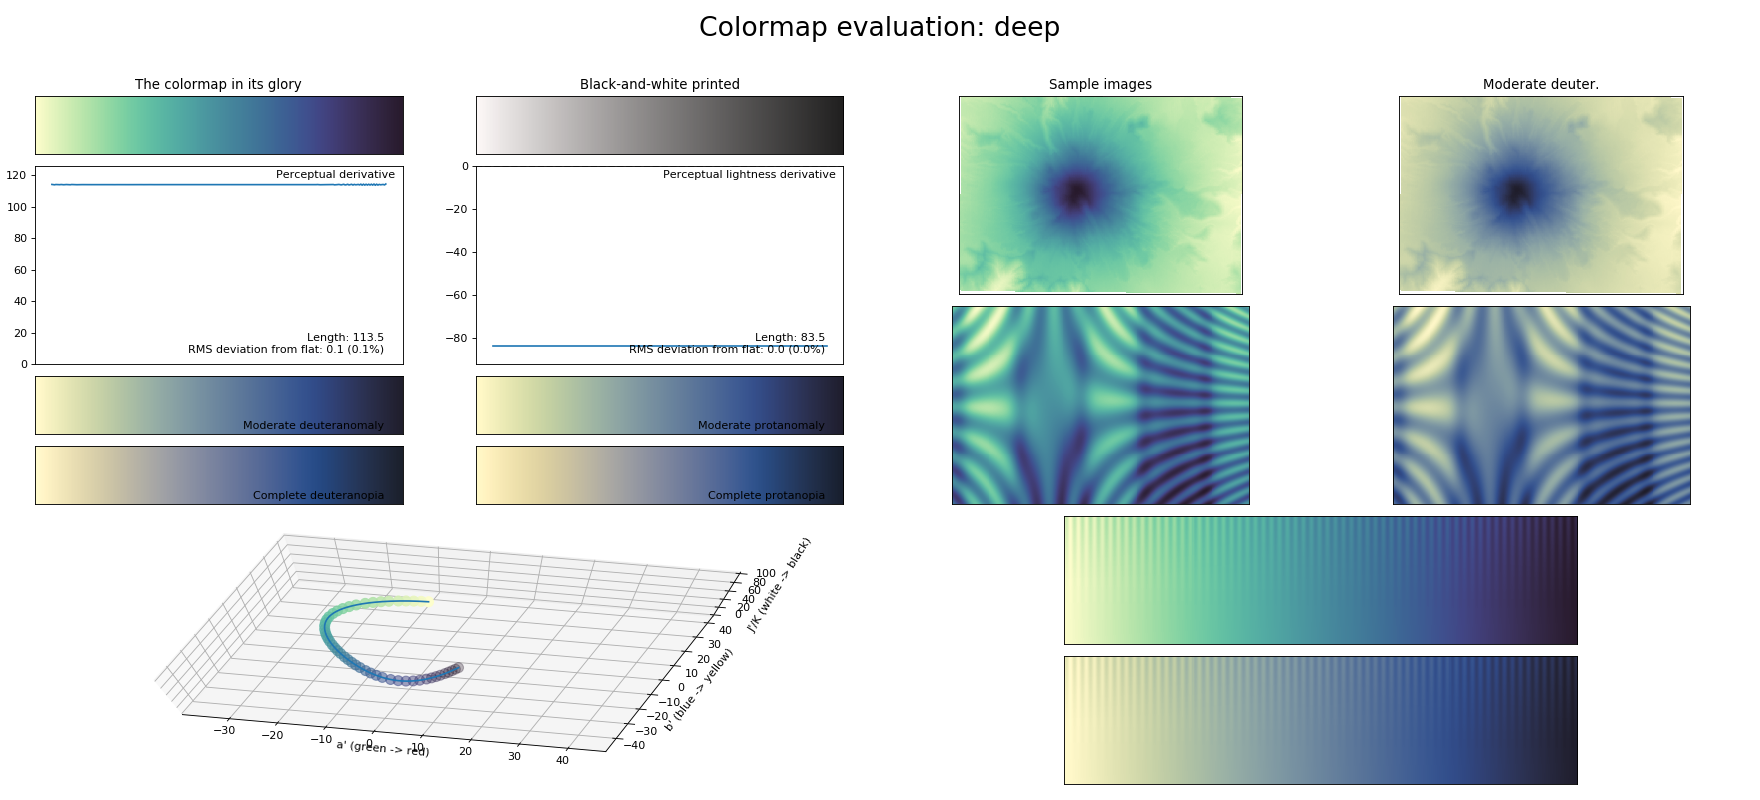 Colormap evaluation: deep
The colormap in its glory
Black-and-white printed
Sample images
Moderate deuter.
Perceptual derivative
120
100
80
60
40
20
0
Length: 113.5
RMS deviation from flat: 0.1 (0.1%)
Perceptual lightness derivative
0
−20
−40
−60
−80
Length: 83.5
RMS deviation from flat: 0.0 (0.0%)
Moderate deuteranomaly
Moderate protanomaly
Complete deuteranopia
Complete protanopia
100
80
60
40
20
0
J'/K (white -> black)
40
30
20
10
0
−10
−20
−30
−40
b' (blue -> yellow)
−30
−20
−10
0
10
20
30
40
a' (green -> red)